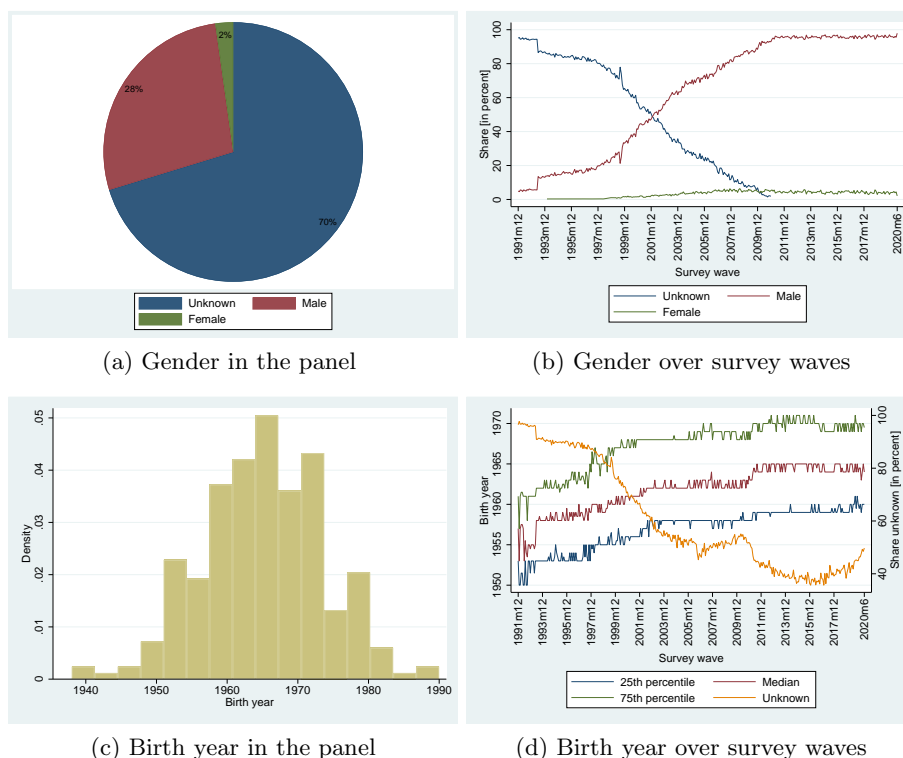 2%
28%
70%
Unknown Male
Female
(a) Gender in the panel
Share [in percent]
100
80
60
40
20
0
1991m12
1993m12
1995m12
1997m12
1999m12
2001m12
2003m12
2005m12
2007m12
2009m12
2011m12
2013m12
2015m12
2017m12
2020m6
Survey wave
Unknown Male
Female
(b) Gender over survey waves
Density
.05
.04
.03
.02
.01
0
1940 1950 1960 1970 1980 1990
Birth year
(c) Birth year in the panel
Birth year
1970
1965
1960
1955
1950
Share unknown [in percent]
100
80
60
40
1991m12
1993m12
1995m12
1997m12
1999m12
2001m12
2003m12
2005m12
2007m12
2009m12
2011m12
2013m12
2015m12
2017m12
2020m6
Survey wave
25th percentile Median
75th percentile Unknown
(d) Birth year over survey waves